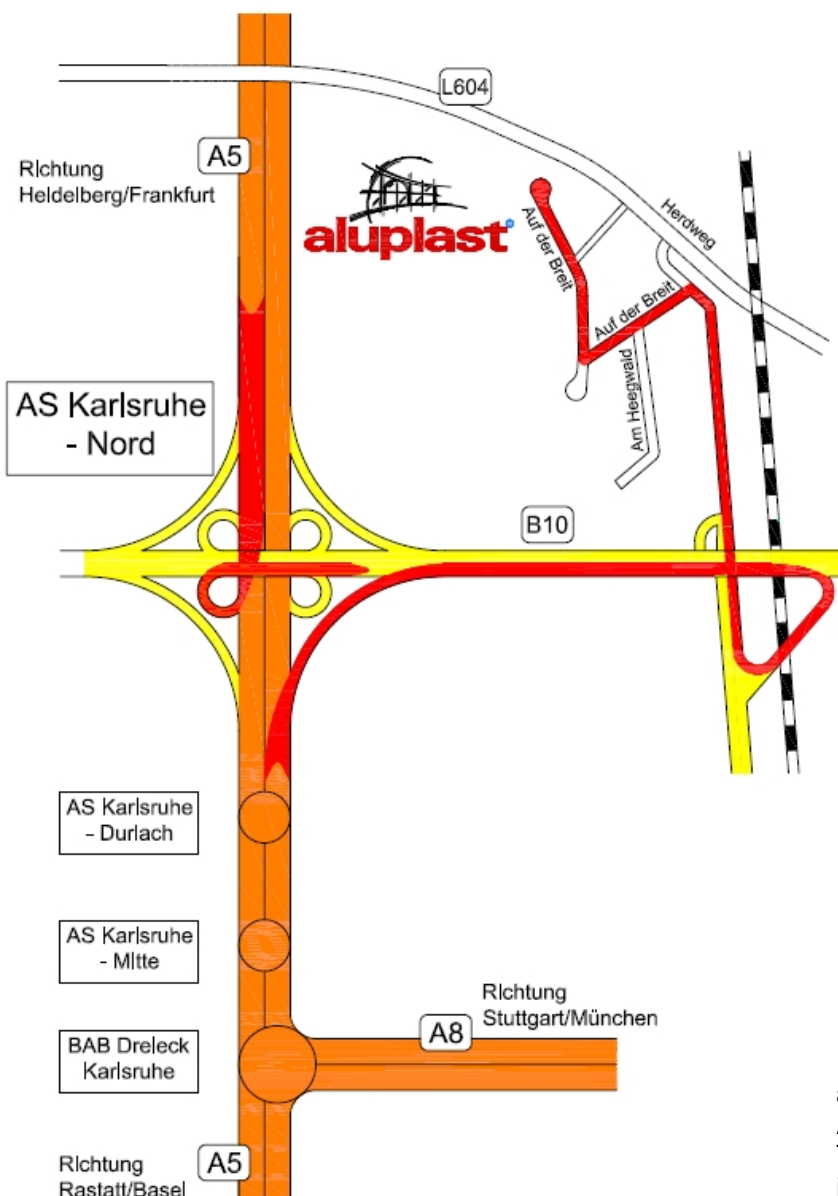 L604
A5
Richtung
Heidelberg/Frankfurt
aluplast
Herdweg
Auf der Breit
Auf der Breit
Am Heegwald
AS Karlsruhe
- Nord
B10
AS Karlsruhe
- Durlach
AS Karlsruhe
- Mitte
Richtung
Stuttgart/München
A8
BAB Dreieck
Karlsruhe
A5
Richtung
Rastatt/Basel